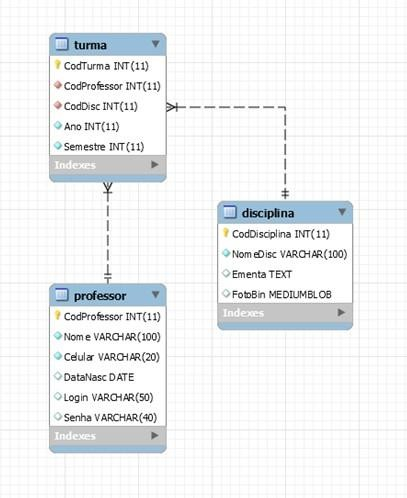 turma
CodTurma INT(11)
CodProfessor INT(11)
CodDisc INT(11)
Ano INT(11)
Semestre INT(11)
Indexes
disciplina
CodDisciplina INT(11)
NomeDisc VARCHAR(100)
Ementa TEXT
FotoBin MEDIUMBLOB
Indexes
professor
CodProfessor INT(11)
Nome VARCHAR(100)
Celular VARCHAR(20)
DataNasc DATE
Login VARCHAR(50)
Senha VARCHAR(40)
Indexes